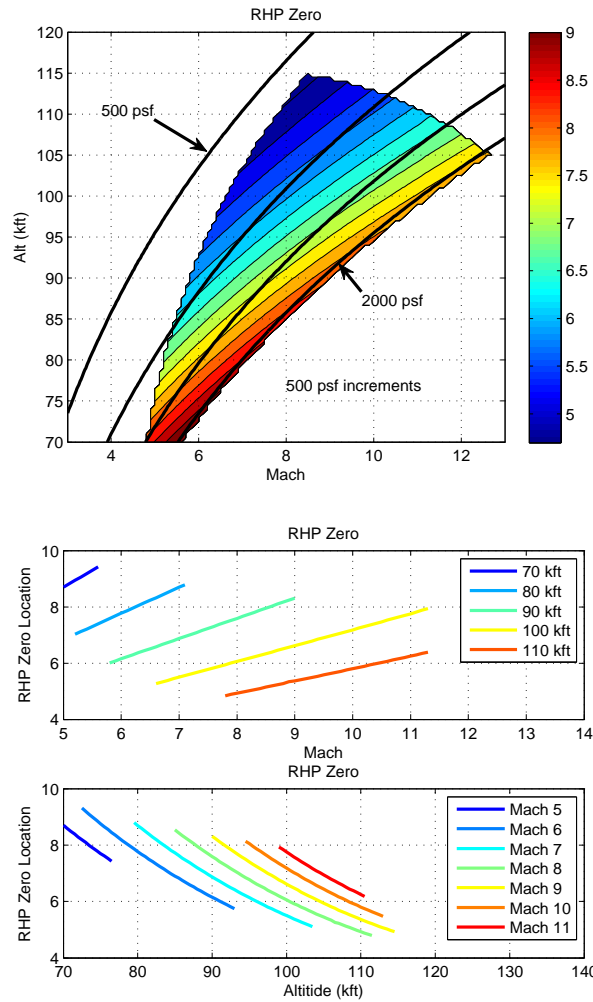 RHP Zero
120
115
110
105
100
95
90
85
80
75
70
Alt (kft)
500 psf
2000 psf
500 psf increments
4
6
8
10
12
Mach
9
8.5
8
7.5
7
6.5
6
5.5
5
RHP Zero
10
8
6
4
RHP Zero Location
5
6
7
8
9
10
11
12
13
14
Mach
70 kft
80 kft
90 kft
100 kft
110 kft
RHP Zero
10
8
6
4
RHP Zero Location
70
80
90
100
110
120
130
140
Altitide (kft)
Mach 5
Mach 6
Mach 7
Mach 8
Mach 9
Mach 10
Mach 11